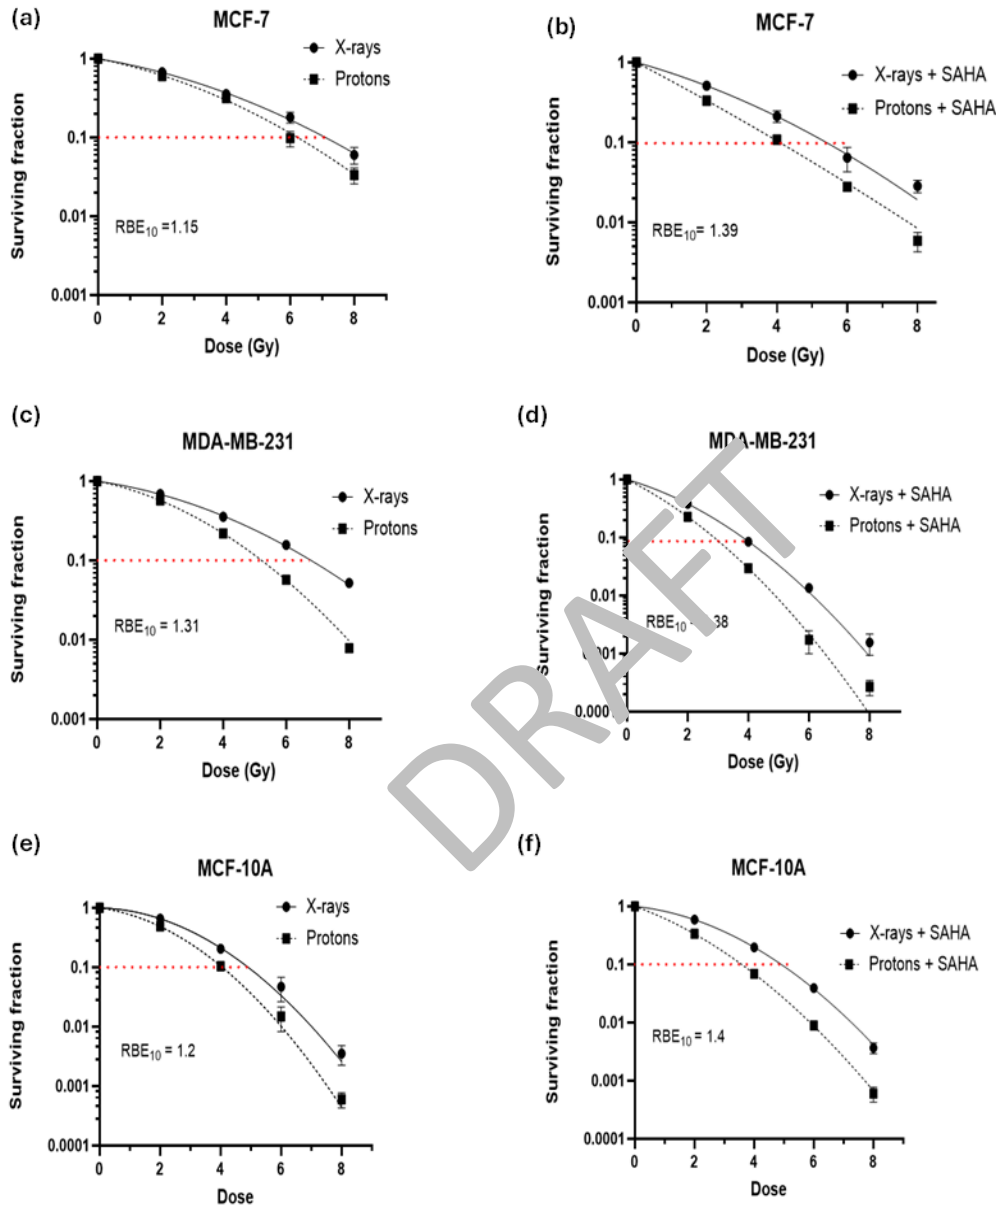 (a)
MCF-7
X-rays
Protons
1
0.1
0.01
0.001
Surviving fraction
RBE10 =1.15
0 2 4 6 8
Dose (Gy)
(b)
MCF-7
X-rays + SAHA
Protons + SAHA
1
0.1
0.01
0.001
Surviving fraction
RBE10 = 1.39
0 2 4 6 8
Dose (Gy)
(c)
MDA-MB-231
X-rays
Protons
1
0.1
0.01
0.001
Surviving fraction
RBE10 = 1.31
0 2 4 6 8
Dose (Gy)
(d)
MDA-MB-231
X-rays + SAHA
Protons + SAHA
1
0.1
0.01
Surviving fraction
RBE10
0 2 4 6 8
Dose (Gy)
DRAFT
(e)
MCF-10A
X-rays
Protons
1
0.1
0.01
0.001
0.0001
Surviving fraction
RBE10 = 1.2
0 2 4 6 8
Dose
(f)
MCF-10A
X-rays + SAHA
Protons + SAHA
1
0.1
0.01
0.001
0.0001
Surviving fraction
RBE10 = 1.4
0 2 4 6 8
Dose